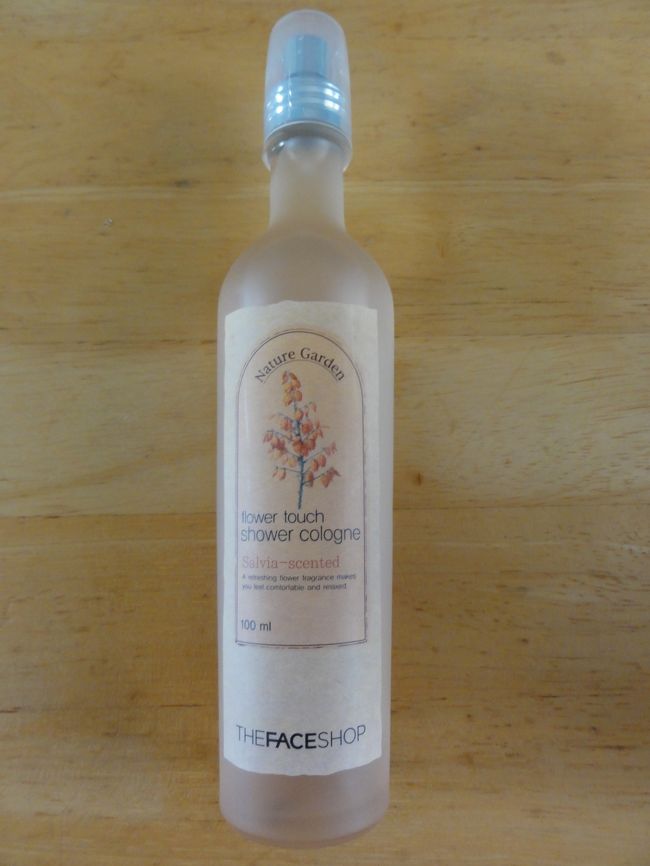 Nature Garden
flower touch
shower cologne
Salvia-scented
A refreshing flower fragrance makes
you feel comfortable and relaxed.
100 ml
THEFACESHOP